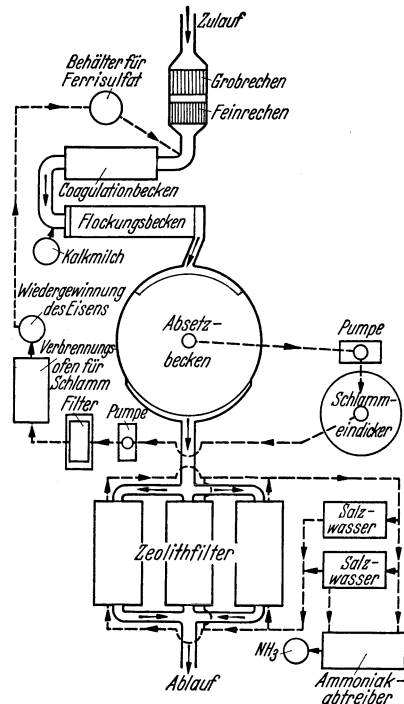 Zulauf
Behälter für
Ferrisulfat
Grobrechen
Feinrechen
Coagulationbecken
Flockungsbecken
Kalkmilch
Wiedergewinnung
des Eisens
Absetz-
becken
Pumpe
Verbrennungs-
ofen für
Schlamm
Schlamm-
eindicker
Filter
Pumpe
Zeolithfilter
Salz-
wasser
Salz-
wasser
NH3
Ammoniak-
abtreiber
Ablauf